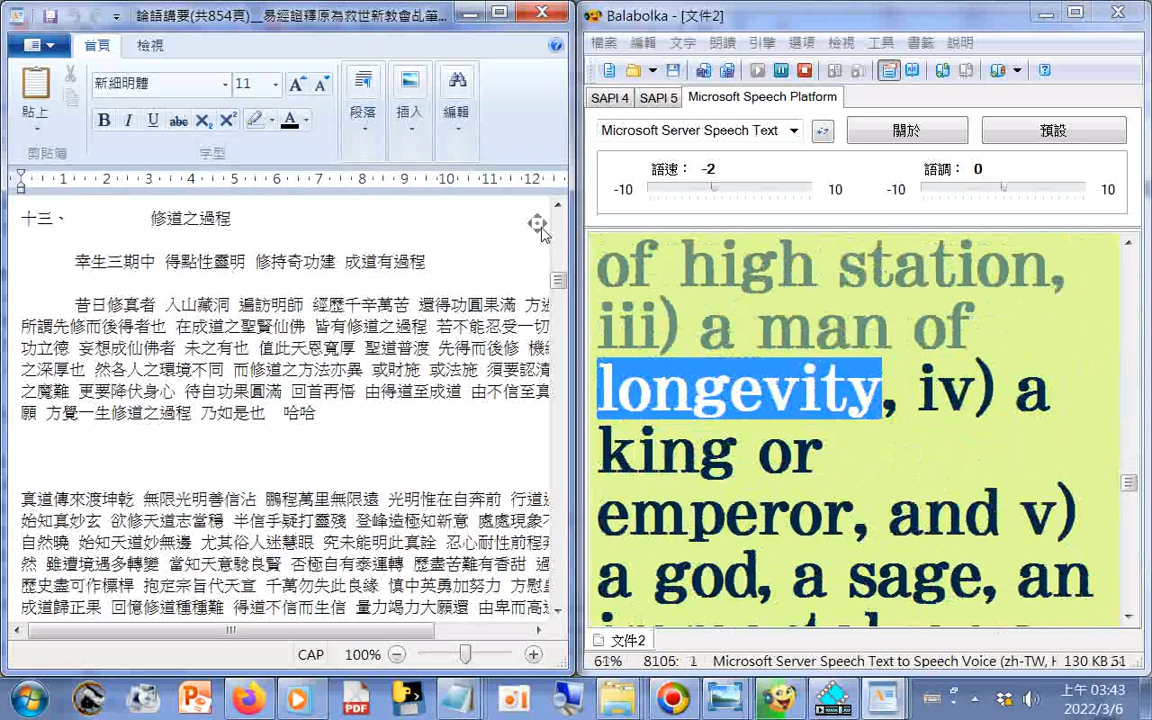 論語講要(共854頁)__易經證釋原為救世新教會乩筆...
首頁 檢視
貼上
剪貼簿
新細明體 11
B I U abc X₂ X²
字型
段落
插入
編輯
1 2 3 4 5 6 7 8 9 10 11 12
十三、 修道之過程
幸生三期中 得點性靈明 修持奇功建 成道有過程
昔日修真者 入山藏洞 遍訪明師 經歷千辛萬苦 還得功圓果滿 方
所謂先修而後得者也 在成道之聖賢仙佛 皆有修道之過程 若不能忍受一切
功立德 妄想成仙佛者 未之有也 值此天恩寬厚 聖道普渡 先得而後修 機
之深厚也 然各人之環境不同 而修道之方法亦異 或財施 或法施 須要認清
之魔難 更要降伏身心 待自功果圓滿 回首再悟 由得道至成道 由不信至真
願 方覺一生修道之過程 乃如是也 哈哈
真道傳來渡坤乾 無限光明善信沾 鵬程萬里無限遠 光明惟在自奔前 行道
始知真妙玄 欲修天道志當穩 半信半疑打靈殘 登峰造極知新意 處處現象
自然曉 始知天道妙無邊 尤其俗人迷慧眼 究未能明此真詮 忍心耐性前程
然 雖遭境遇多轉變 當知天意驗良賢 否極自有泰運轉 歷盡苦難有香甜
歷史盡可作標桿 抱定宗旨代天宣 千萬勿失此良緣 慎中英勇加努力 方慰
成道歸正果 回憶修道種種難 得道不信而生信 量力竭力大願還 由卑而高
CAP 100%
Balabolka - [文件2]
檔案 編輯 文字 朗讀 引擎 選項 檢視 工具 書籤 說明
SAPI 4 SAPI 5 Microsoft Speech Platform
Microsoft Server Speech Text 關於 預設
語速: -2 語調: 0
-10 10 -10 10
of high station,
iii) a man of
longevity, iv) a
king or
emperor, and v)
a god, a sage, an
文件2
61% 8105: 1 Microsoft Server Speech Text to Speech Voice (zh-TW, H 130 KB 51
上午 03:43
2022/3/6